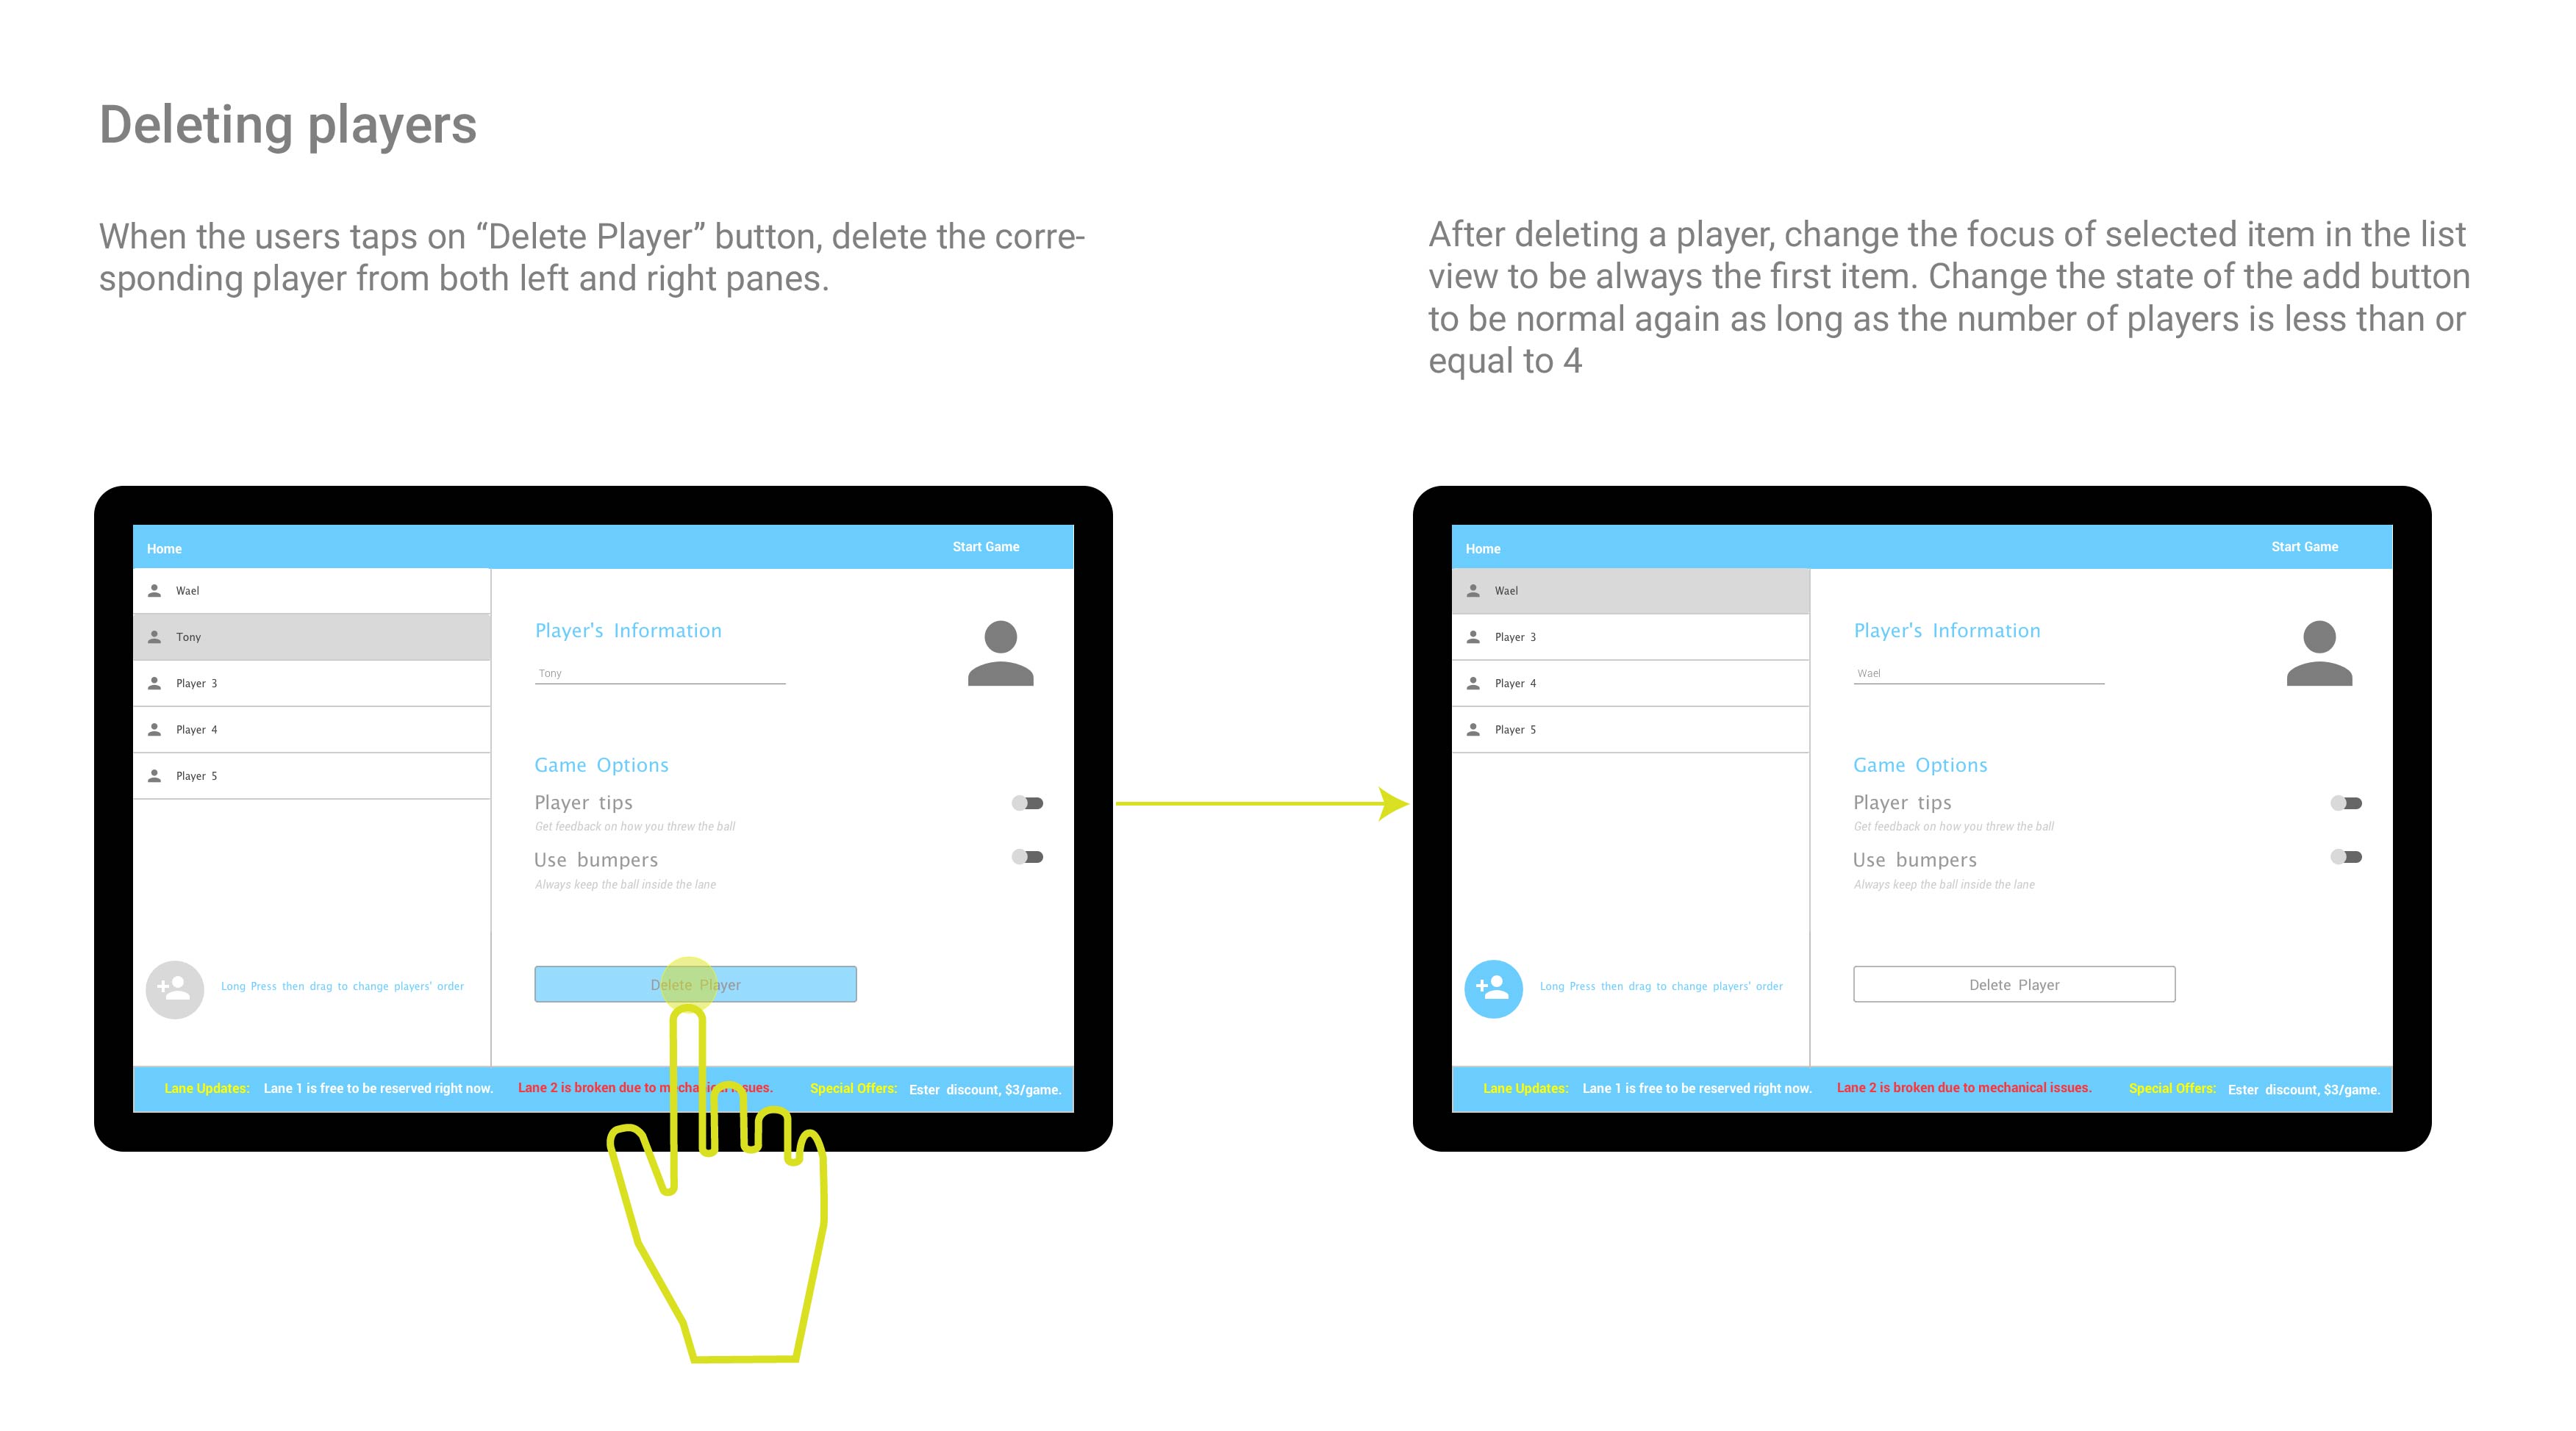 Deleting players
When the users taps on “Delete Player” button, delete the corre-
sponding player from both left and right panes.
After deleting a player, change the focus of selected item in the list
view to be always the first item. Change the state of the add button
to be normal again as long as the number of players is less than or
equal to 4
Home
Start Game
Wael
Tony
Player 3
Player 4
Player 5
Player's Information
Tony
Game Options
Player tips
Get feedback on how you threw the ball
Use bumpers
Always keep the ball inside the lane
Long Press then drag to change players' order
Delete Player
Lane Updates: Lane 1 is free to be reserved right now. Lane 2 is broken due to mechanical issues. Special Offers: Ester discount, $3/game.
Home
Start Game
Wael
Player 3
Player 4
Player 5
Player's Information
Wael
Game Options
Player tips
Get feedback on how you threw the ball
Use bumpers
Always keep the ball inside the lane
Long Press then drag to change players' order
Delete Player
Lane Updates: Lane 1 is free to be reserved right now. Lane 2 is broken due to mechanical issues. Special Offers: Ester discount, $3/game.